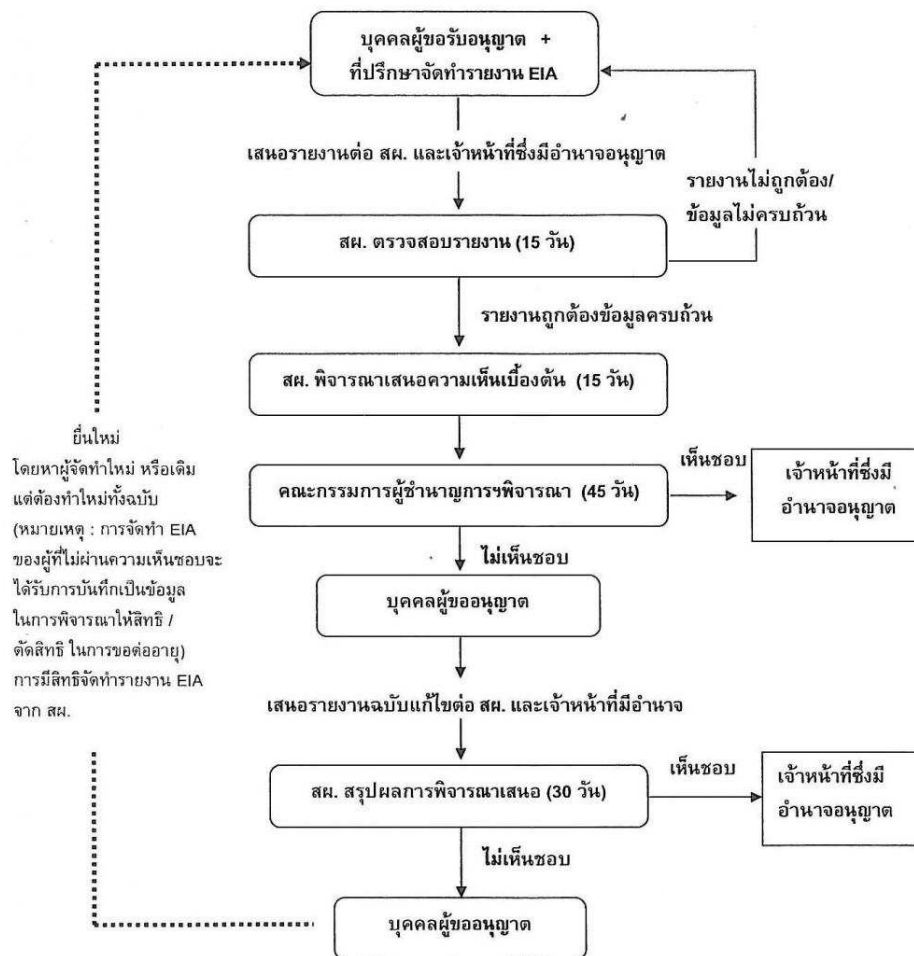 บุคคลผู้ขอรับอนุญาต +
ที่ปรึกษาจัดทำรายงาน EIA
เสนอรายงานต่อ สผ. และเจ้าหน้าที่ซึ่งมีอำนาจอนุญาต
รายงานไม่ถูกต้อง/
ข้อมูลไม่ครบถ้วน
สผ. ตรวจสอบรายงาน (15 วัน)
รายงานถูกต้องข้อมูลครบถ้วน
สผ. พิจารณาเสนอความเห็นเบื้องต้น (15 วัน)
คณะกรรมการผู้ชำนาญการฯพิจารณา (45 วัน)
เห็นชอบ
เจ้าหน้าที่ซึ่งมี
อำนาจอนุญาต
ไม่เห็นชอบ
บุคคลผู้ขออนุญาต
เสนอรายงานฉบับแก้ไขต่อ สผ. และเจ้าหน้าที่มีอำนาจ
สผ. สรุปผลการพิจารณาเสนอ (30 วัน)
เห็นชอบ
เจ้าหน้าที่ซึ่งมี
อำนาจอนุญาต
ไม่เห็นชอบ
บุคคลผู้ขออนุญาต
ยื่นใหม่
โดยหาผู้จัดทำใหม่ หรือเดิม
แต่ต้องทำใหม่ทั้งฉบับ
(หมายเหตุ : การจัดทำ EIA
ของผู้ที่ไม่ผ่านความเห็นชอบจะ
ได้รับการบันทึกเป็นข้อมูล
ในการพิจารณาให้สิทธิ /
ตัดสิทธิ ในการขอต่ออายุ)
การมีสิทธิจัดทำรายงาน EIA
จาก สผ.